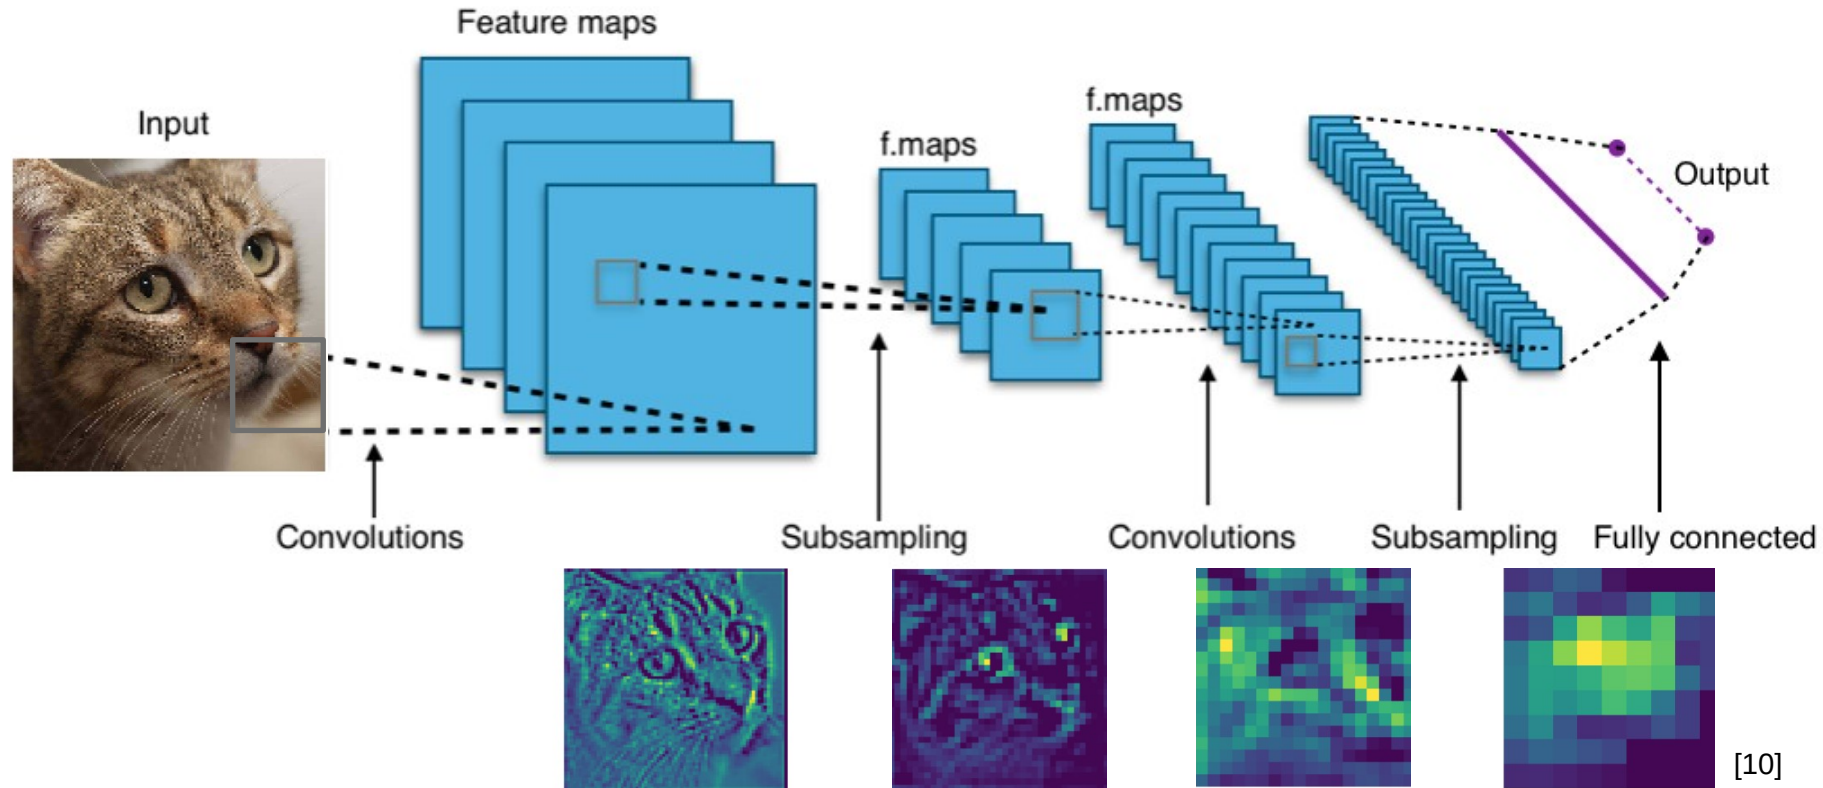 Feature maps
f.maps
f.maps
Input
Output
Convolutions
Subsampling
Convolutions
Subsampling
Fully connected
[10]